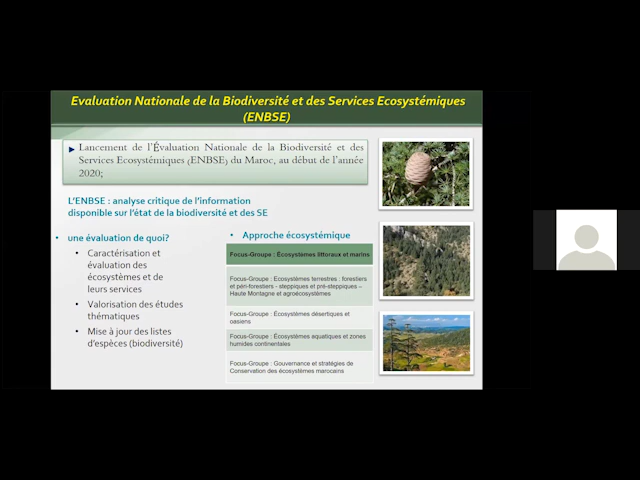 Evaluation Nationale de la Biodiversité et des Services Ecosystémiques
(ENBSE)
Lancement de l'Évaluation Nationale de la Biodiversité et des
Services Ecosystémiques (ENBSE) du Maroc, au début de l'année
2020;
L'ENBSE : analyse critique de l'information
disponible sur l'état de la biodiversité et des SE
• une évaluation de quoi?
• Caractérisation et
évaluation des
écosystèmes et de
leurs services
• Valorisation des études
thématiques
• Mise à jour des listes
d'espèces (biodiversité)
• Approche écosystémique
Focus-Groupe : Écosystèmes littoraux et marins
Focus-Groupe : Écosystèmes terrestres : forestiers
et péri-forestiers - steppiques et pré-steppiques –
Haute Montagne et agroécosystèmes
Focus-Groupe : Écosystèmes désertiques et
oasiens
Focus-Groupe : Écosystèmes aquatiques et zones
humides continentales
Focus-Groupe : Gouvernance et stratégies de
Conservation des écosystèmes marocains